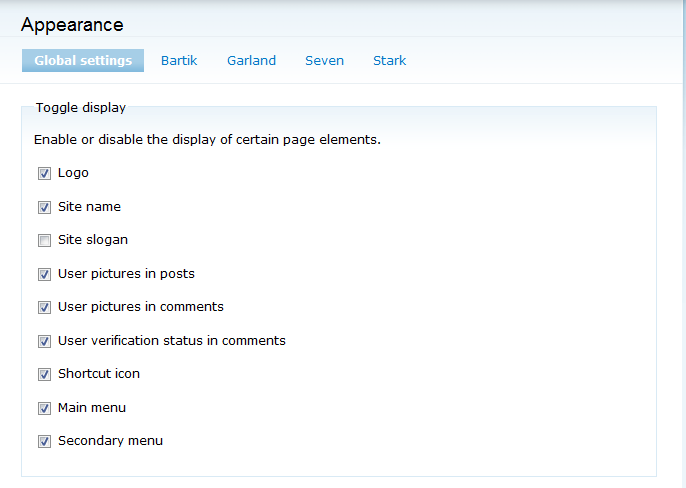 Appearance
Global settings Bartik Garland Seven Stark
Toggle display
Enable or disable the display of certain page elements.
Logo
Site name
Site slogan
User pictures in posts
User pictures in comments
User verification status in comments
Shortcut icon
Main menu
Secondary menu